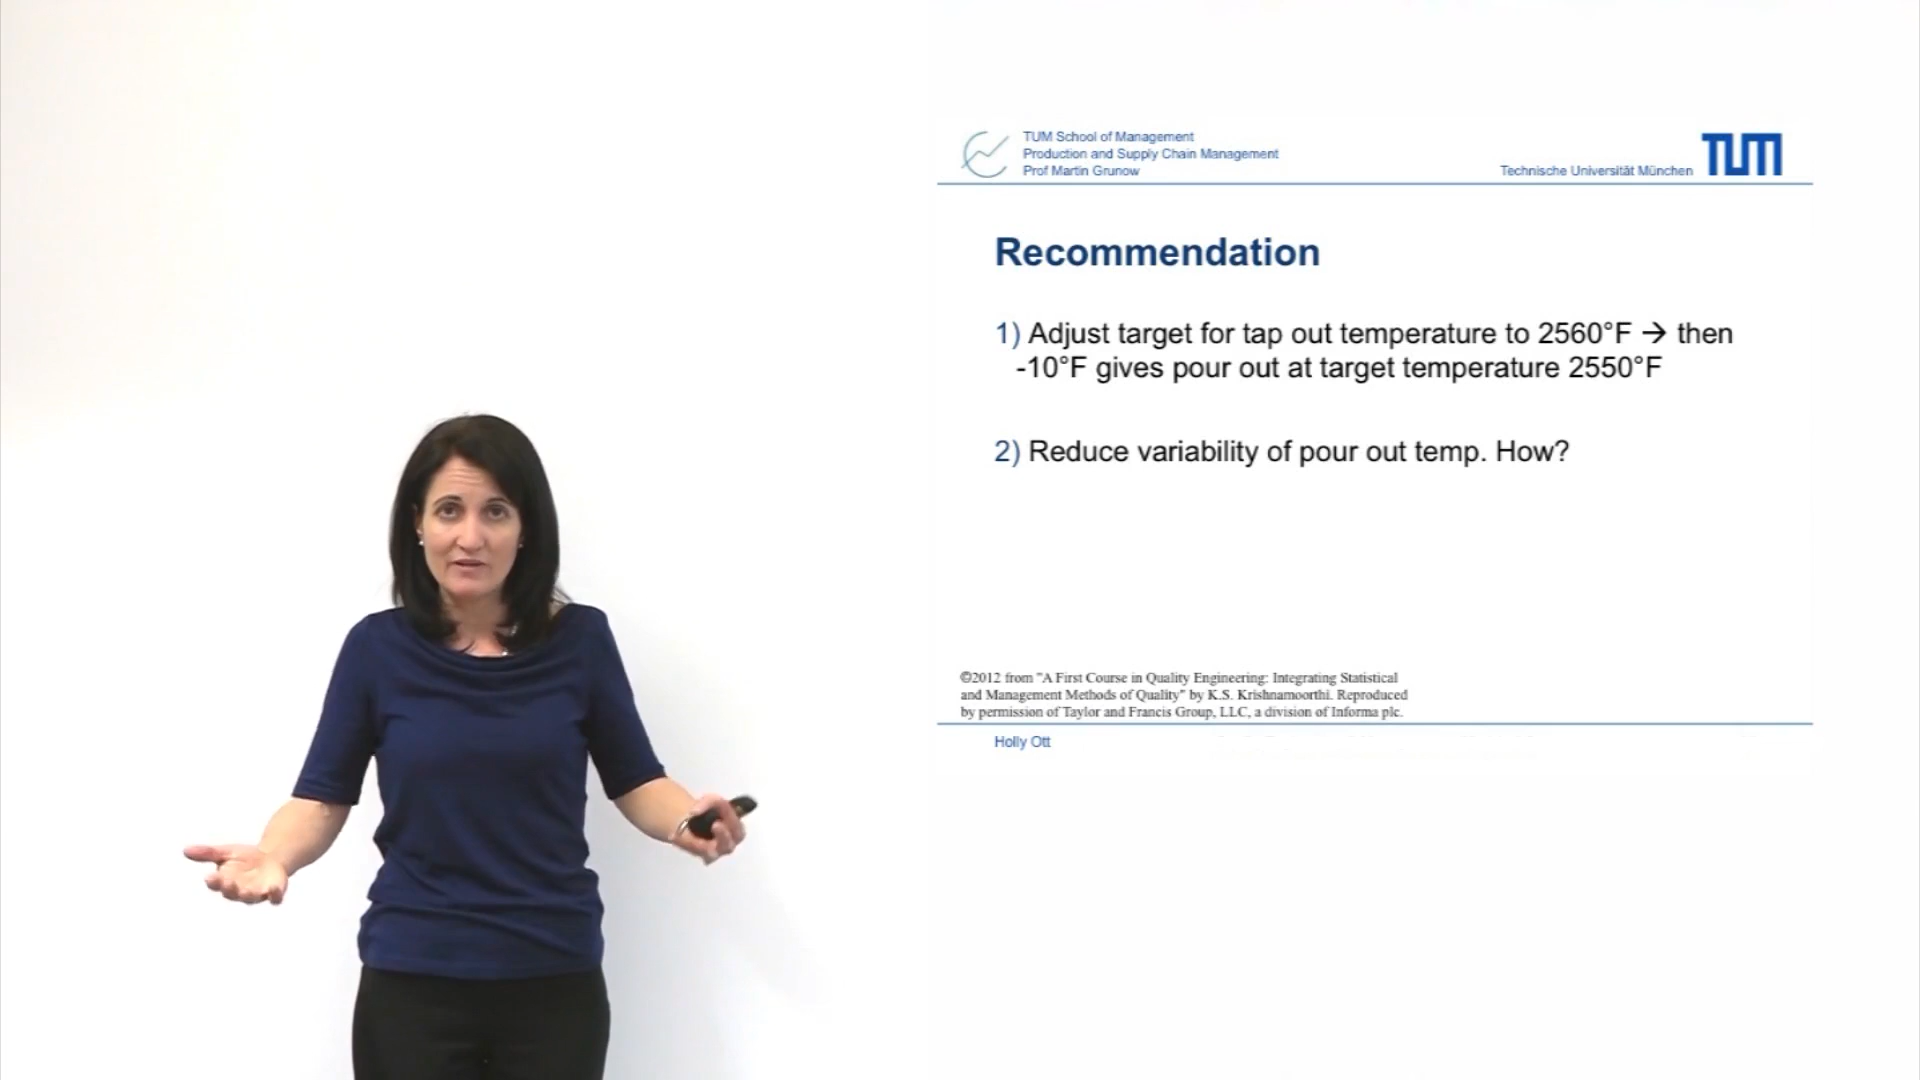 TUM School of Management
Production and Supply Chain Management
Prof Martin Grunow
Technische Universität München
TUM
Recommendation
1) Adjust target for tap out temperature to 2560°F → then
-10°F gives pour out at target temperature 2550°F
2) Reduce variability of pour out temp. How?
©2012 from "A First Course in Quality Engineering: Integrating Statistical
and Management Methods of Quality" by K.S. Krishnamoorthi. Reproduced
by permission of Taylor and Francis Group, LLC, a division of Informa plc.
Holly Ott